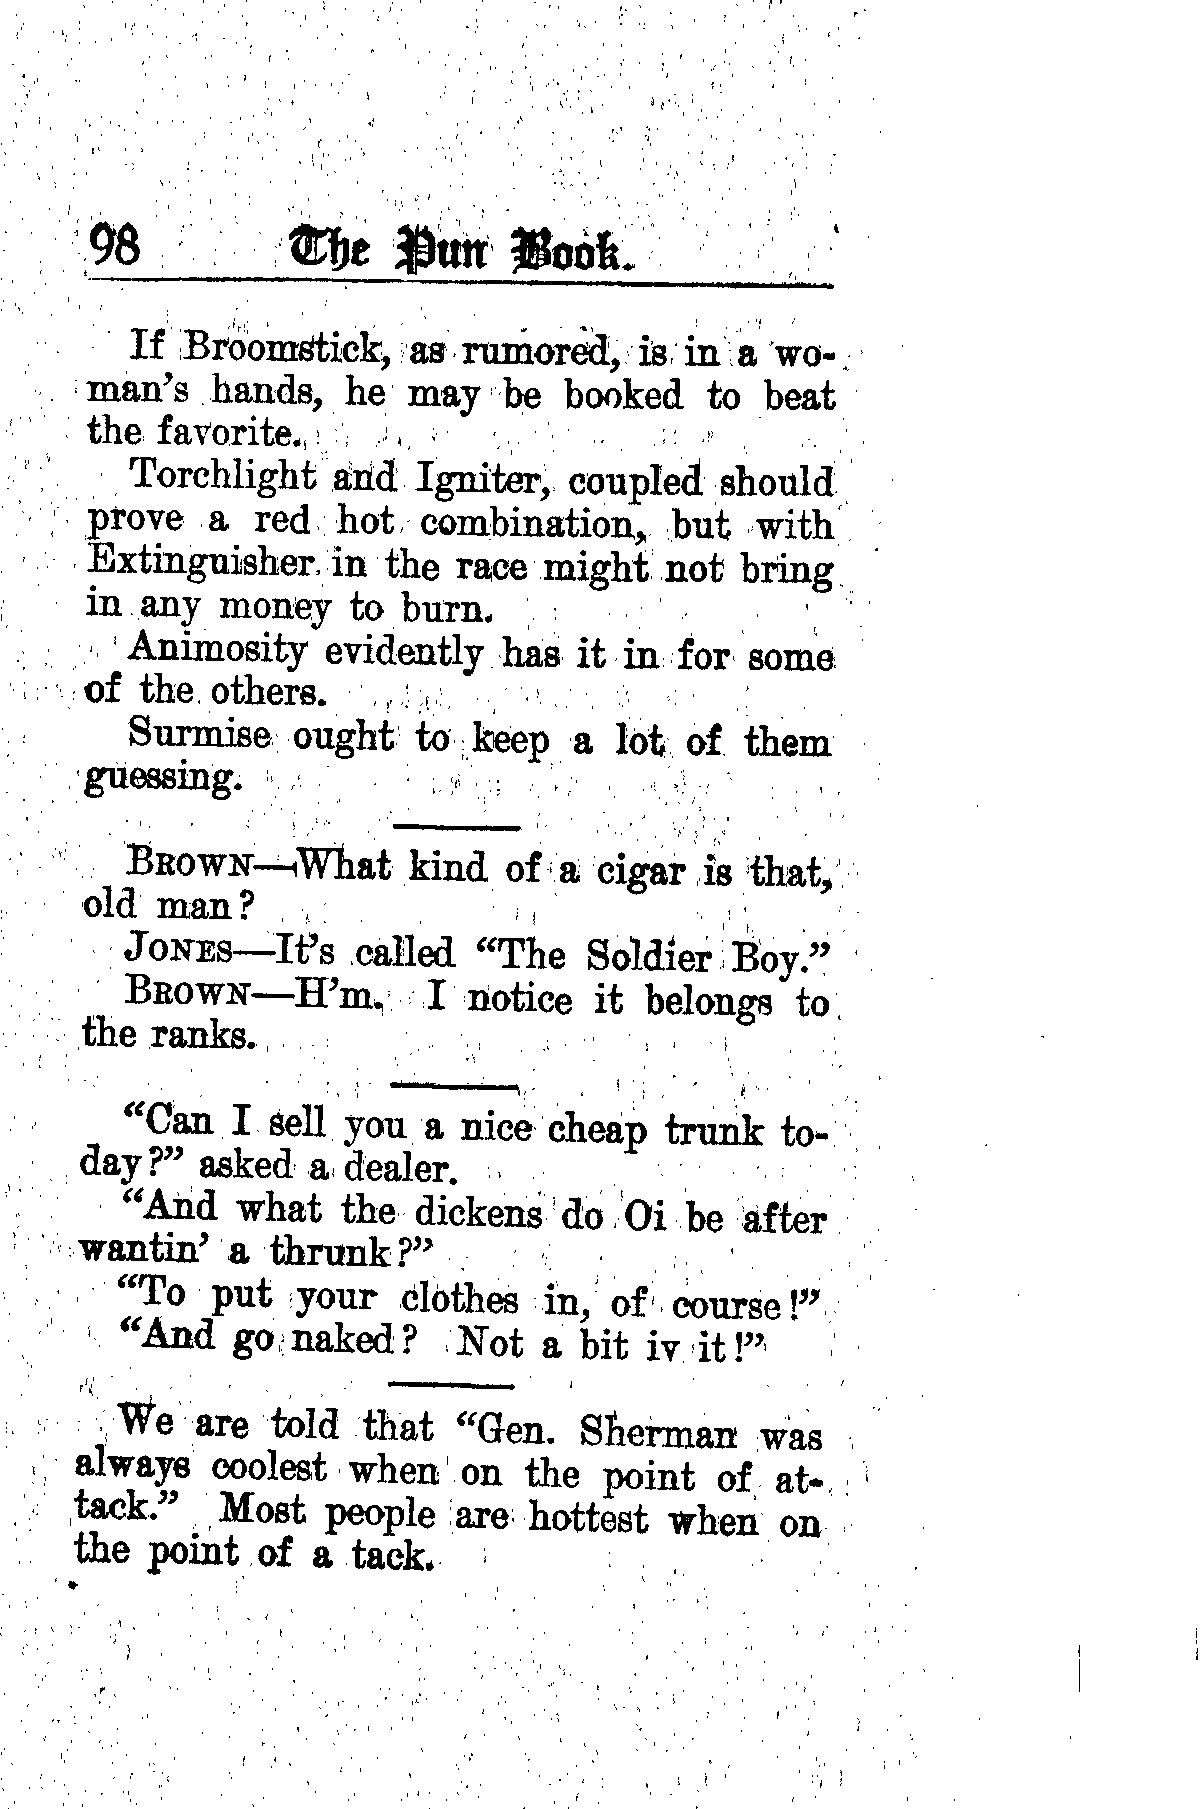 98 The Pun Book.
If Broomstick, as rumored, is in a wo-
man's hands, he may be booked to beat
the favorite.
Torchlight and Igniter, coupled should
prove a red hot combination, but with
Extinguisher in the race might not bring
in any money to burn.
Animosity evidently has it in for some
of the others.
Surmise ought to keep a lot of them
guessing.
BROWN—What kind of a cigar is that,
old man?
JONES—It's called "The Soldier Boy."
BROWN—H'm. I notice it belongs to
the ranks.
"Can I sell you a nice cheap trunk to-
day?" asked a dealer.
"And what the dickens do Oi be after
wantin' a thrunk?"
"To put your clothes in, of course!"
"And go naked? Not a bit iv it!"
We are told that "Gen. Sherman was
always coolest when on the point of at-
tack." Most people are hottest when on
the point of a tack.